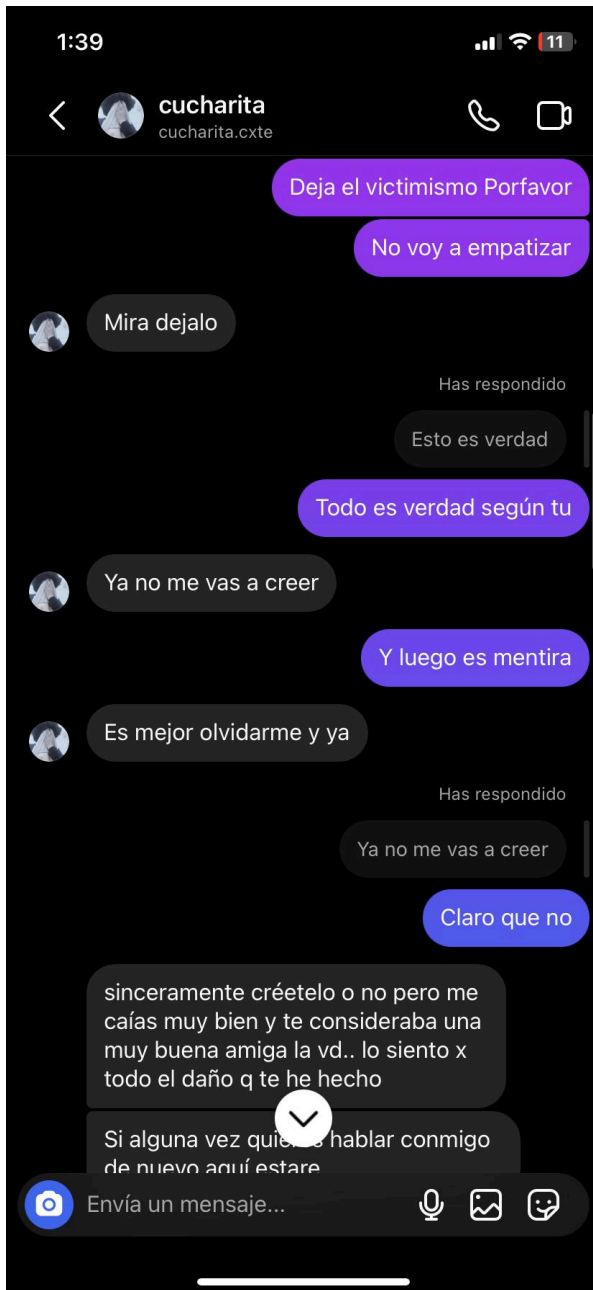 1:39
11
cucharita
cucharita.cxte
Deja el victimismo Porfavor
No voy a empatizar
Mira dejalo
Has respondido
Esto es verdad
Todo es verdad según tu
Ya no me vas a creer
Y luego es mentira
Es mejor olvidarme y ya
Has respondido
Ya no me vas a creer
Claro que no
sinceramente créetelo o no pero me
caías muy bien y te consideraba una
muy buena amiga la vd.. lo siento x
todo el daño q te he hecho
Si alguna vez hablar conmigo
de nuevo aquí estare
Envía un mensaje...